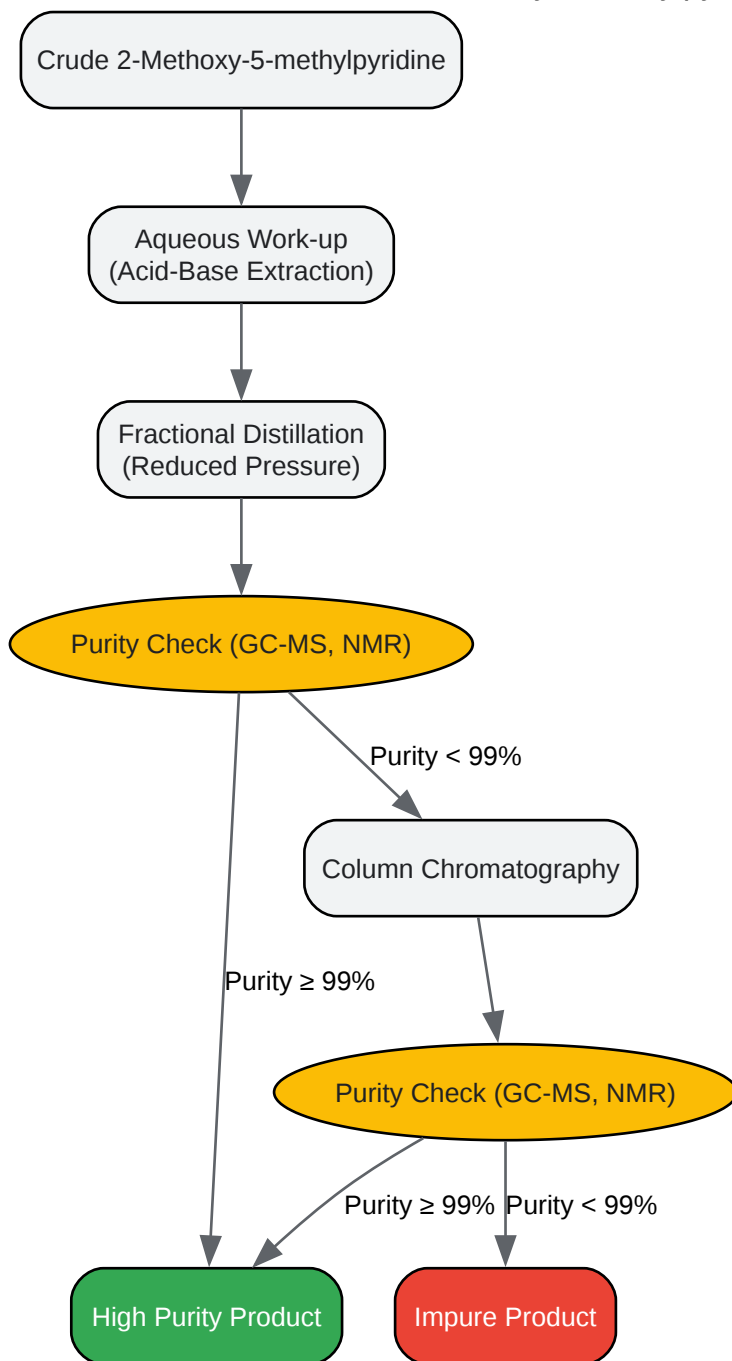 Crude 2-Methoxy-5-methylpyridine
Aqueous Work-up
(Acid-Base Extraction)
Fractional Distillation
(Reduced Pressure)
Purity Check (GC-MS, NMR)
Purity < 99%
Column Chromatography
Purity ≥ 99%
Purity Check (GC-MS, NMR)
Purity ≥ 99%
Purity < 99%
High Purity Product
Impure Product